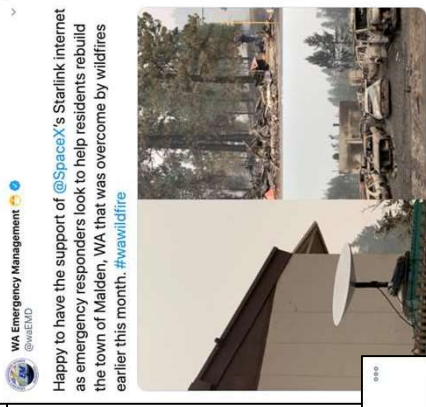 WA Emergency Management
@waEMD
Happy to have the support of @SpaceX's Starlink internet
as emergency responders look to help residents rebuild
the town of Malden, WA that was overcome by wildfires
earlier this month. #wawildfire